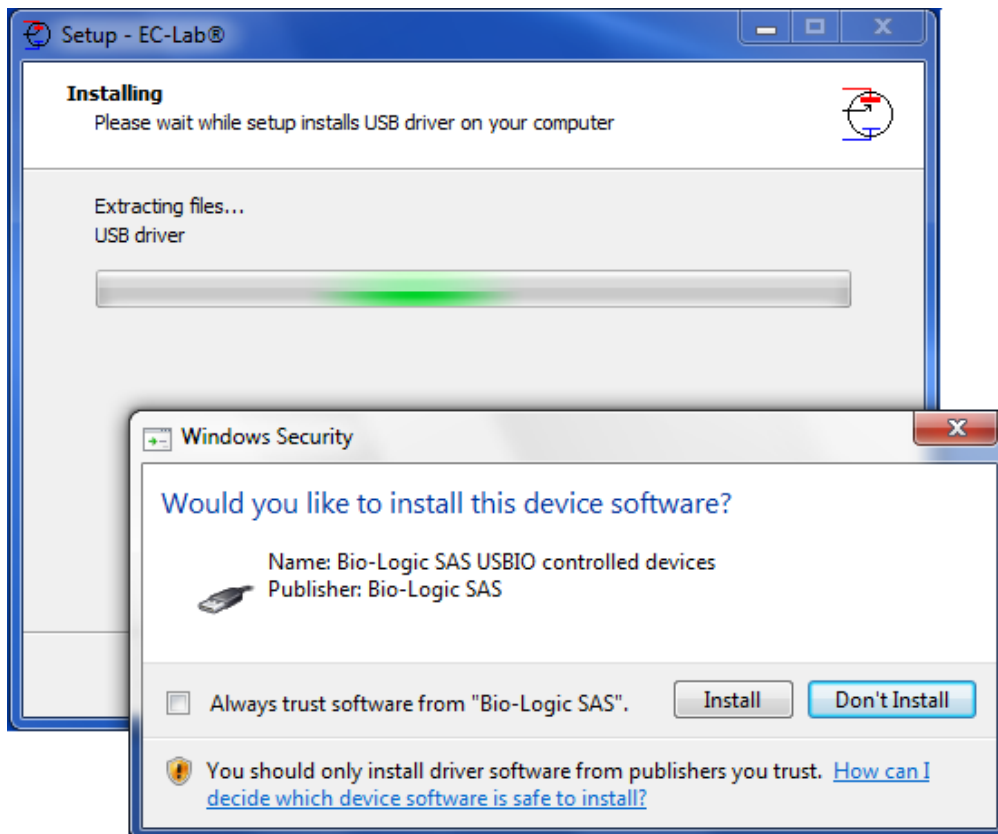 Setup - EC-Lab®
Installing
Please wait while setup installs USB driver on your computer
Extracting files...
USB driver
Windows Security
Would you like to install this device software?
Name: Bio-Logic SAS USBIO controlled devices
Publisher: Bio-Logic SAS
Always trust software from "Bio-Logic SAS".
Install
Don't Install
You should only install driver software from publishers you trust. How can I
decide which device software is safe to install?